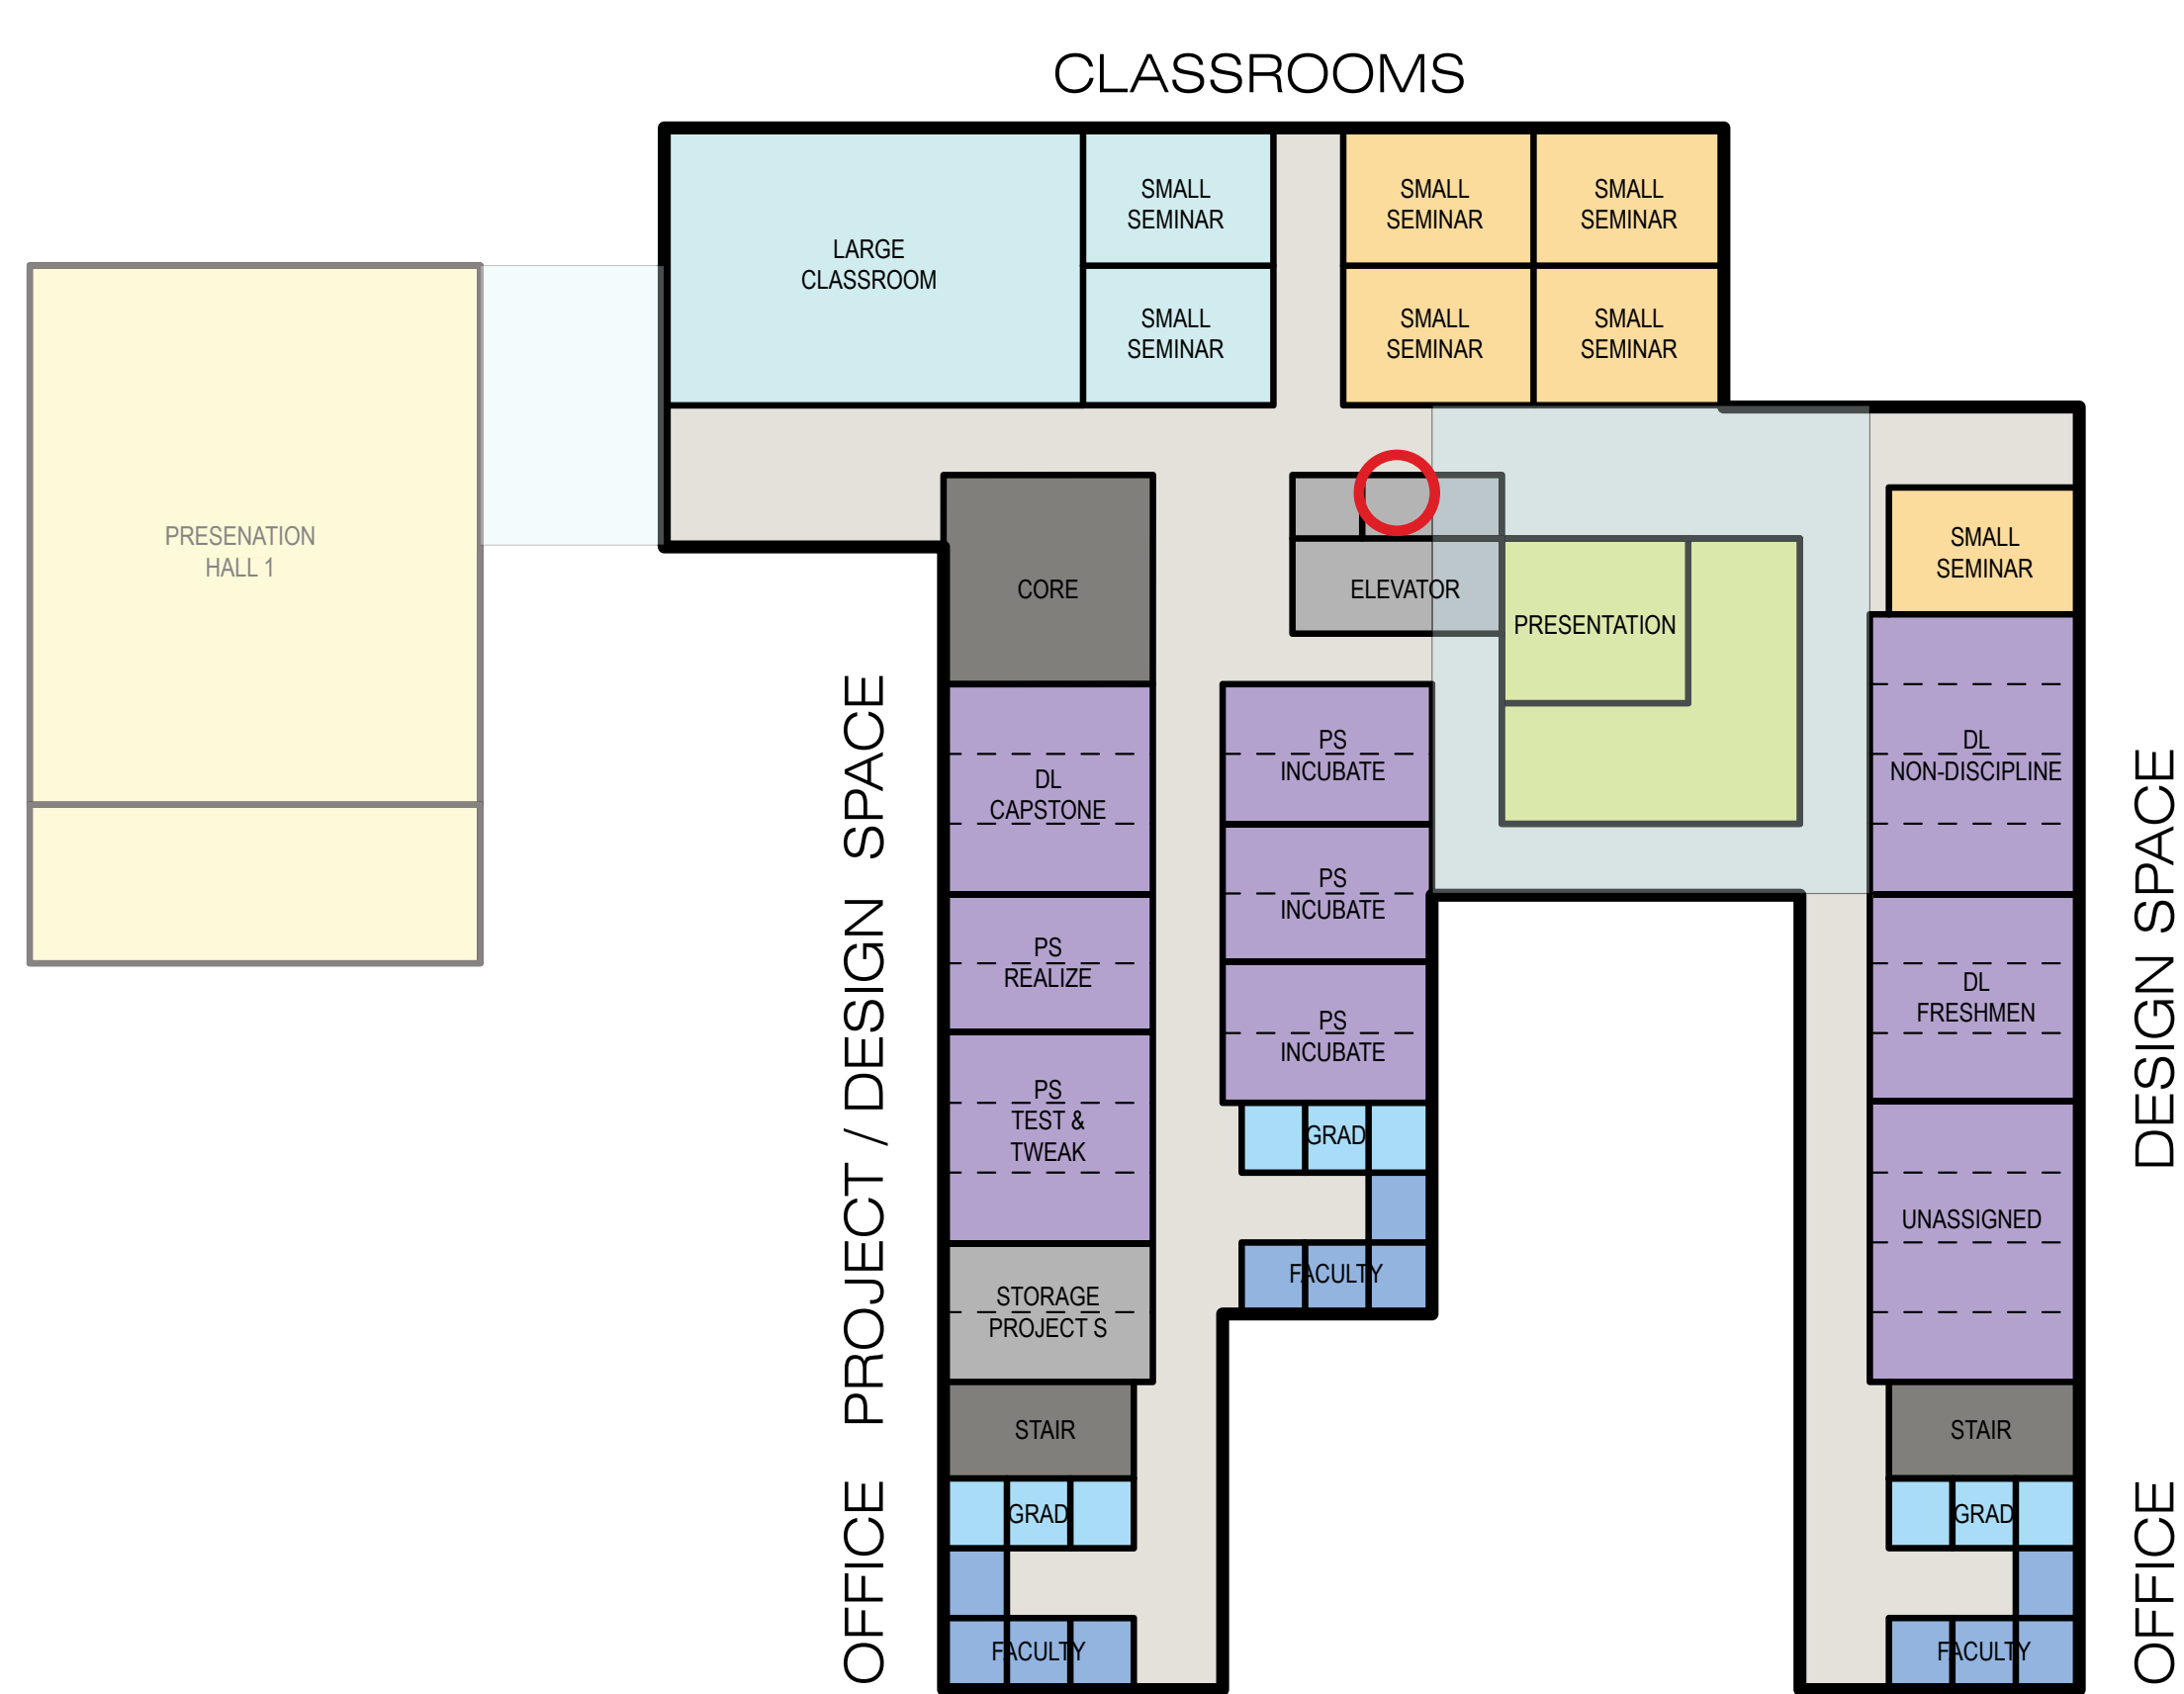 CLASSROOMS
LARGE
CLASSROOM
SMALL
SEMINAR
SMALL
SEMINAR
SMALL
SEMINAR
SMALL
SEMINAR
SMALL
SEMINAR
SMALL
SEMINAR
PRESENATION
HALL 1
CORE
ELEVATOR
PRESENTATION
SMALL
SEMINAR
PROJECT / DESIGN SPACE
DL
CAPSTONE
PS
REALIZE
PS
TEST &
TWEAK
STORAGE
PROJECT S
STAIR
OFFICE
GRAD
FACULTY
PS
INCUBATE
PS
INCUBATE
PS
INCUBATE
GRAD
FACULTY
DL
NON-DISCIPLINE
DL
FRESHMEN
UNASSIGNED
DESIGN SPACE
STAIR
GRAD
FACULTY
OFFICE